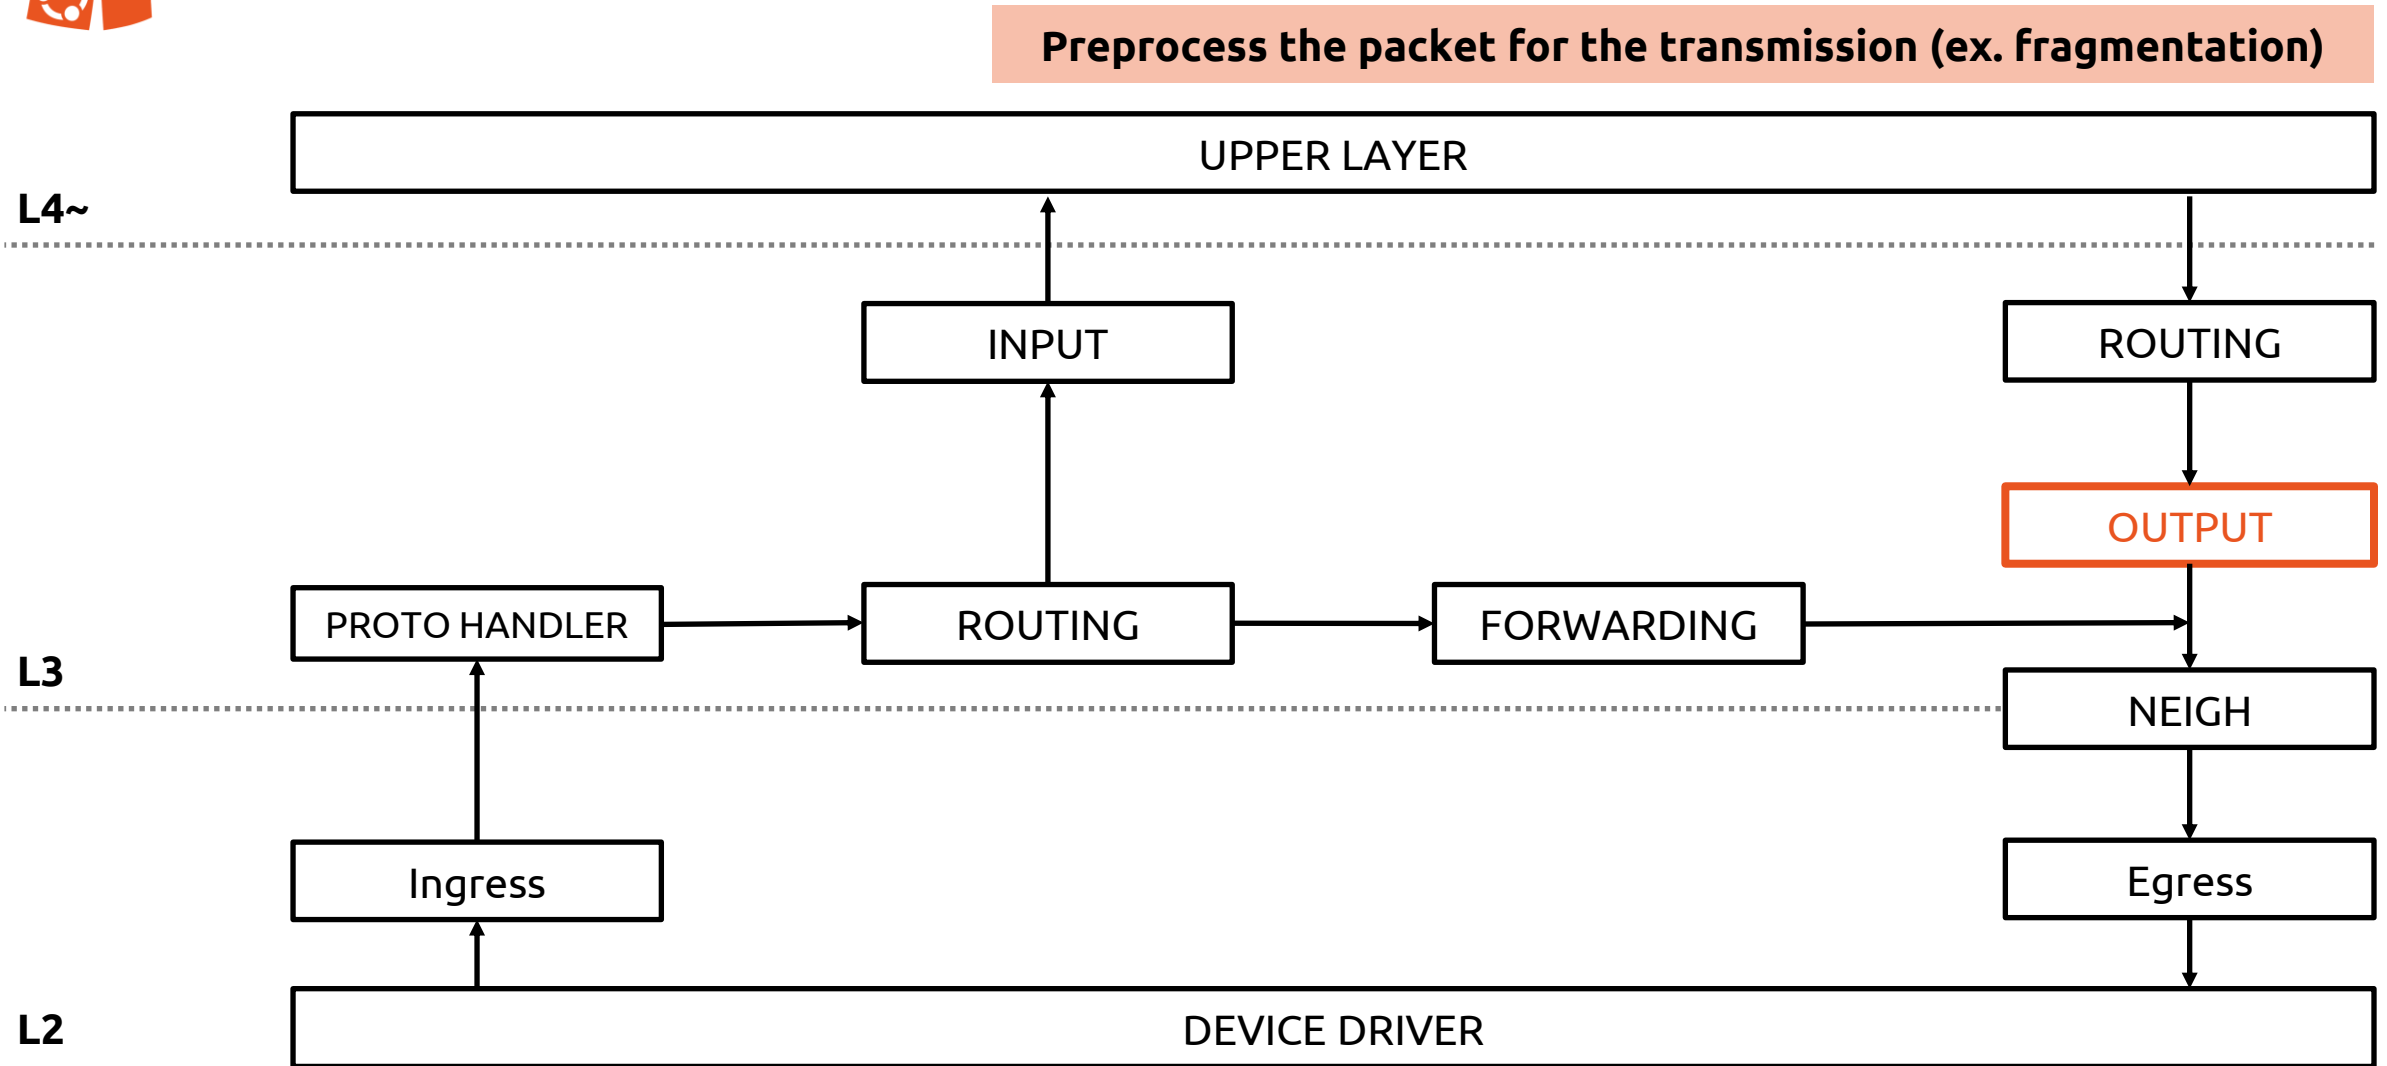 Preprocess the packet for the transmission (ex. fragmentation)
UPPER LAYER
L4~
INPUT
ROUTING
OUTPUT
PROTO HANDLER
ROUTING
FORWARDING
L3
NEIGH
Ingress
Egress
L2
DEVICE DRIVER